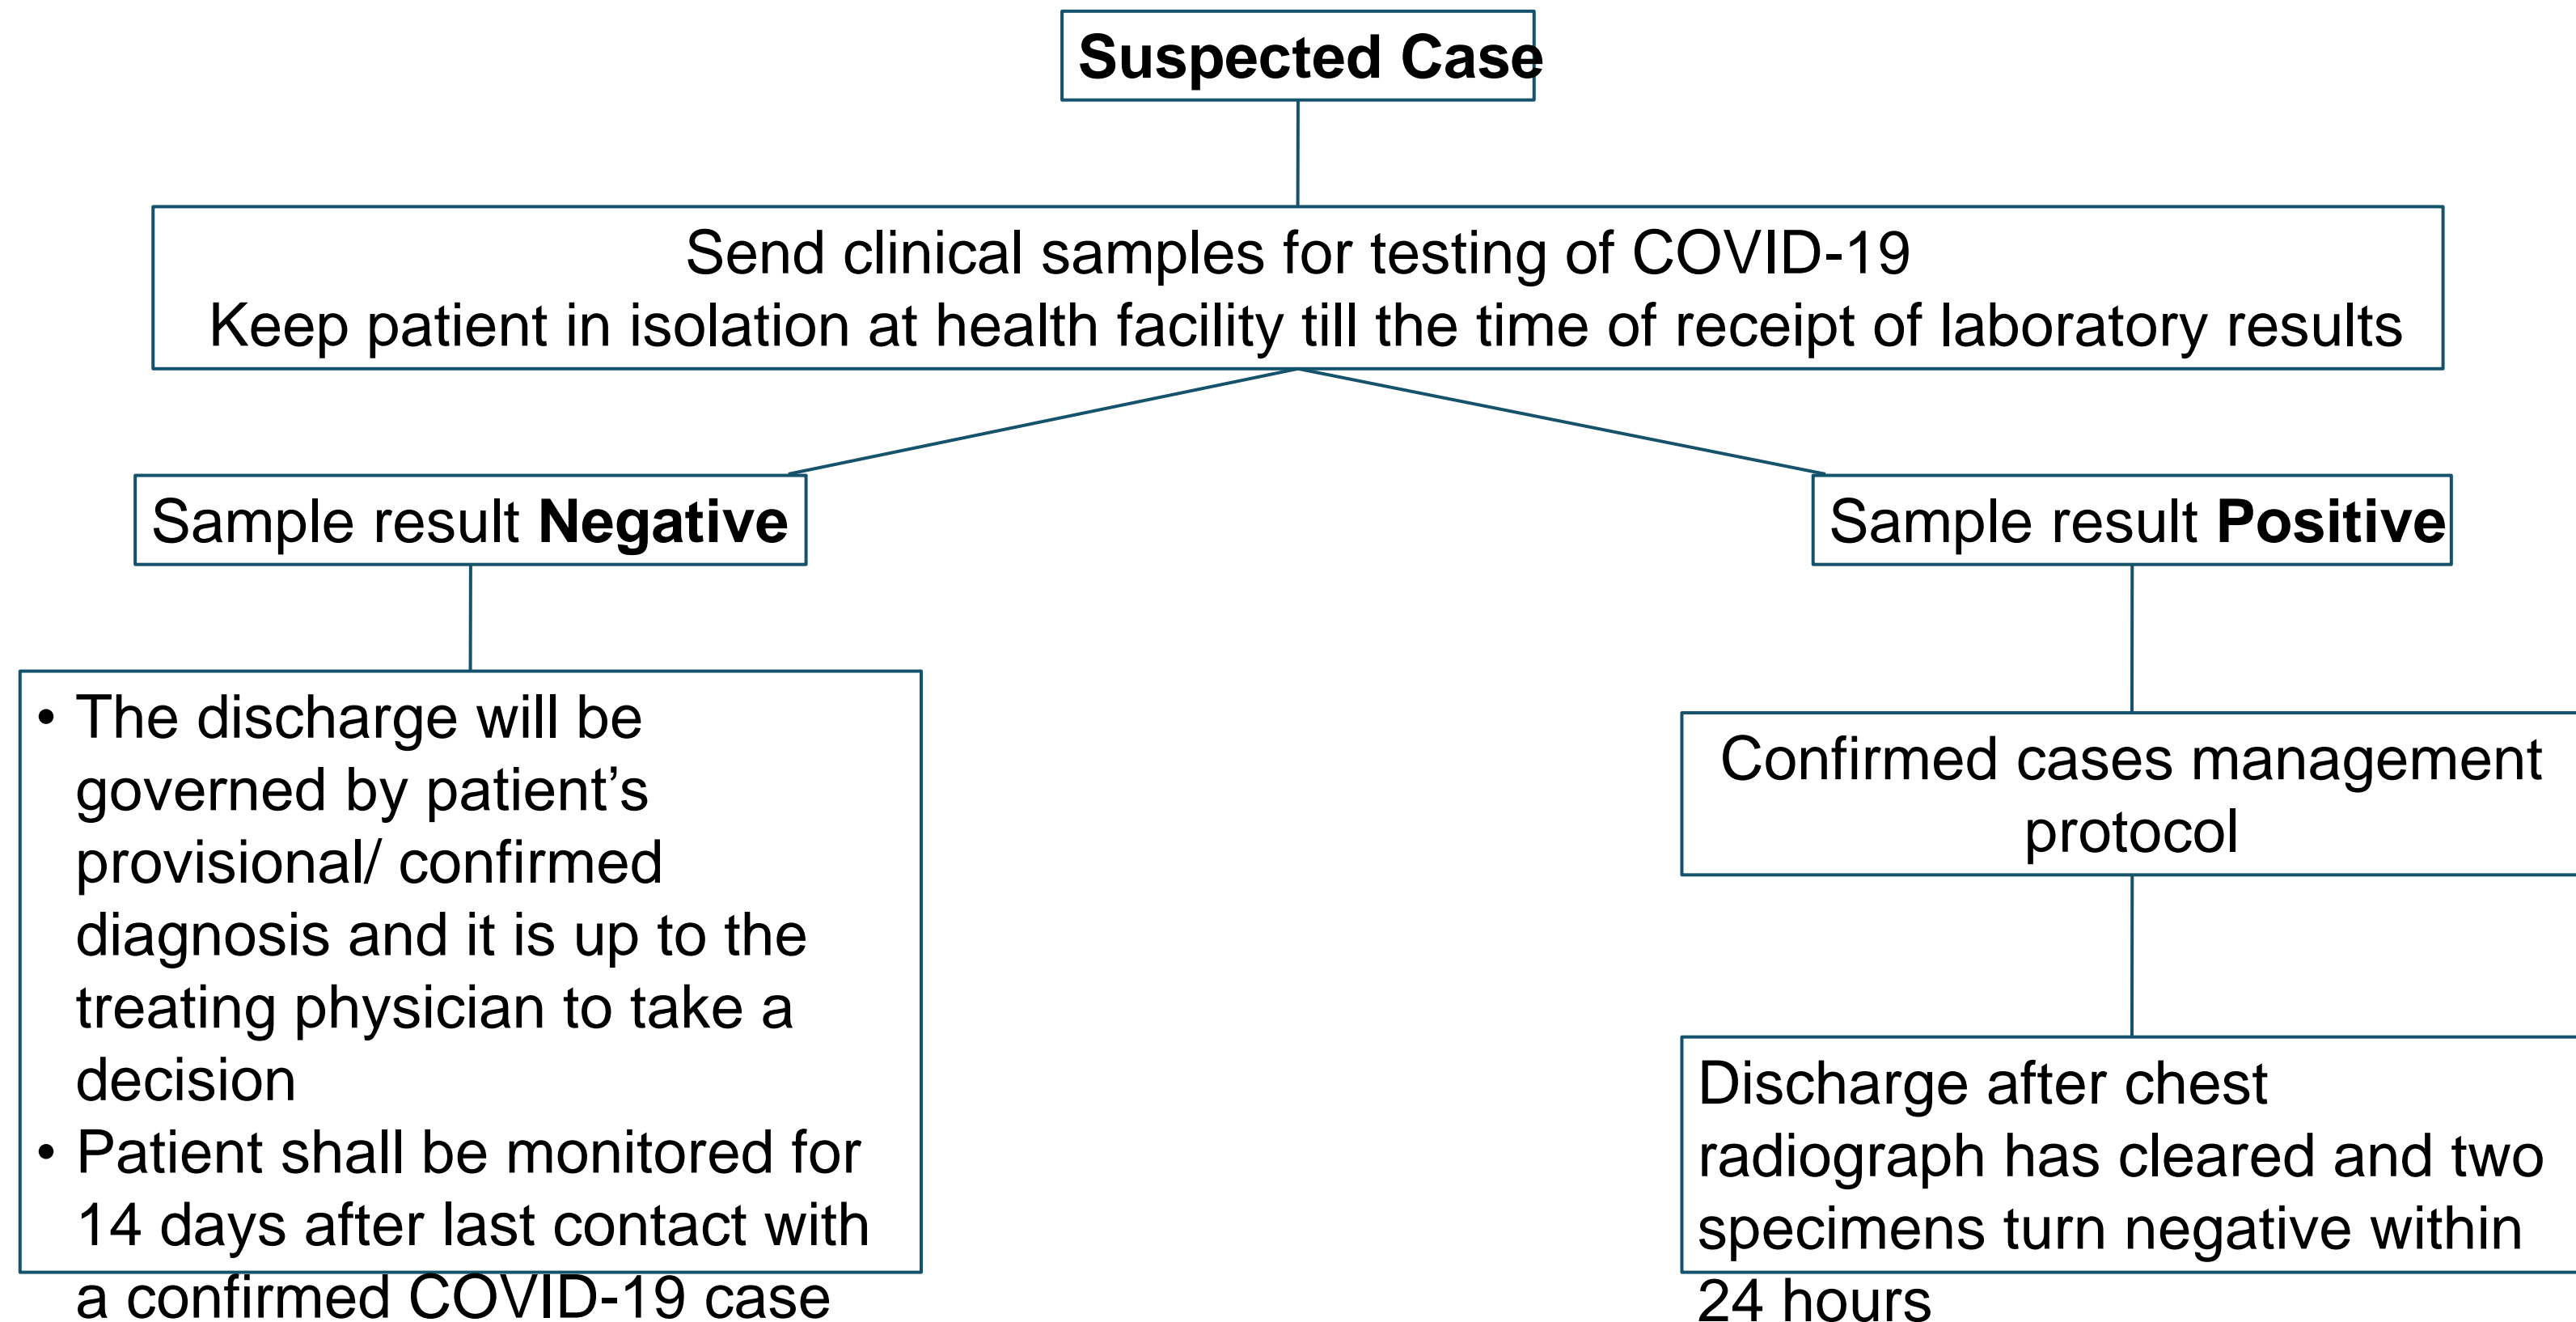 Suspected Case
Send clinical samples for testing of COVID-19
Keep patient in isolation at health facility till the time of receipt of laboratory results
Sample result Negative
Sample result Positive
• The discharge will be
governed by patient’s
provisional/ confirmed
diagnosis and it is up to the
treating physician to take a
decision
• Patient shall be monitored for
14 days after last contact with
a confirmed COVID-19 case
Confirmed cases management
protocol
Discharge after chest
radiograph has cleared and two
specimens turn negative within
24 hours